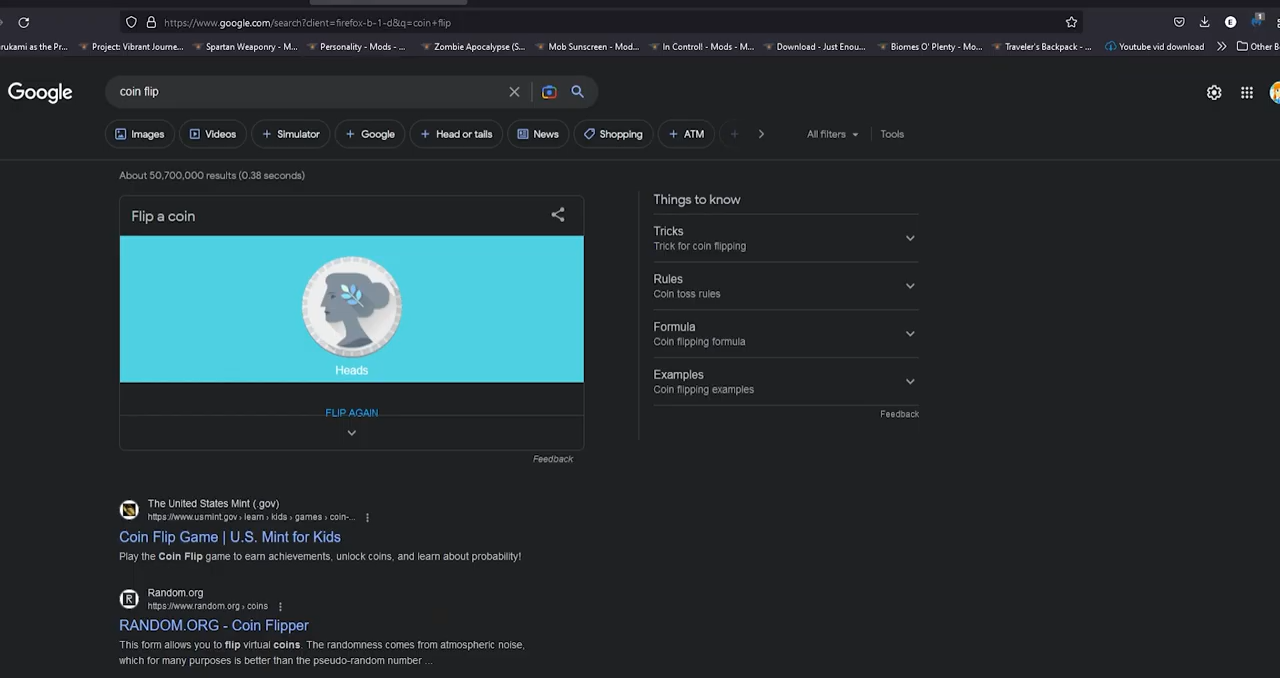 https://www.google.com/search?client=firefox-b-1-d&q=coin+flip
1
E
rukami as the Pr...
Project: Vibrant Journe...
Spartan Weaponry - M...
Personality - Mods - ...
Zombie Apocalypse (S...
Mob Sunscreen - Mod...
In Control! - Mods - M...
Download - Just Enou...
Biomes O' Plenty - Mo...
Traveler's Backpack - ...
Youtube vid download
Other B
Google
coin flip
Images
Videos
Simulator
Google
Head or tails
News
Shopping
ATM
All filters
Tools
About 50,700,000 results (0.38 seconds)
Flip a coin
Heads
FLIP AGAIN
Feedback
Things to know
Tricks
Trick for coin flipping
Rules
Coin toss rules
Formula
Coin flipping formula
Examples
Coin flipping examples
Feedback
The United States Mint (.gov)
https://www.usmint.gov › learn › kids › games › coin-...
Coin Flip Game | U.S. Mint for Kids
Play the Coin Flip game to earn achievements, unlock coins, and learn about probability!
R
Random.org
https://www.random.org › coins
RANDOM.ORG - Coin Flipper
This form allows you to flip virtual coins. The randomness comes from atmospheric noise,
which for many purposes is better than the pseudo-random number ...